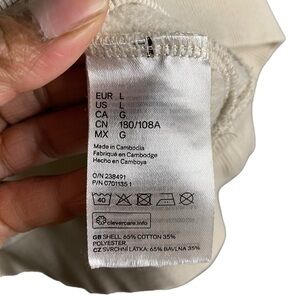 EUR L
US L
CA G
CN 180/108A
MX G
Made in Cambodia
Fabriqué en Cambodge
Hecho en Camboya
O/N 238491
P/N 0701135 1
40
clevercare.info
GB SHELL: 65% COTTON 35%
POLYESTER
CZ SVRCHNÍ LÁTKA: 65% BAVLNA 35%